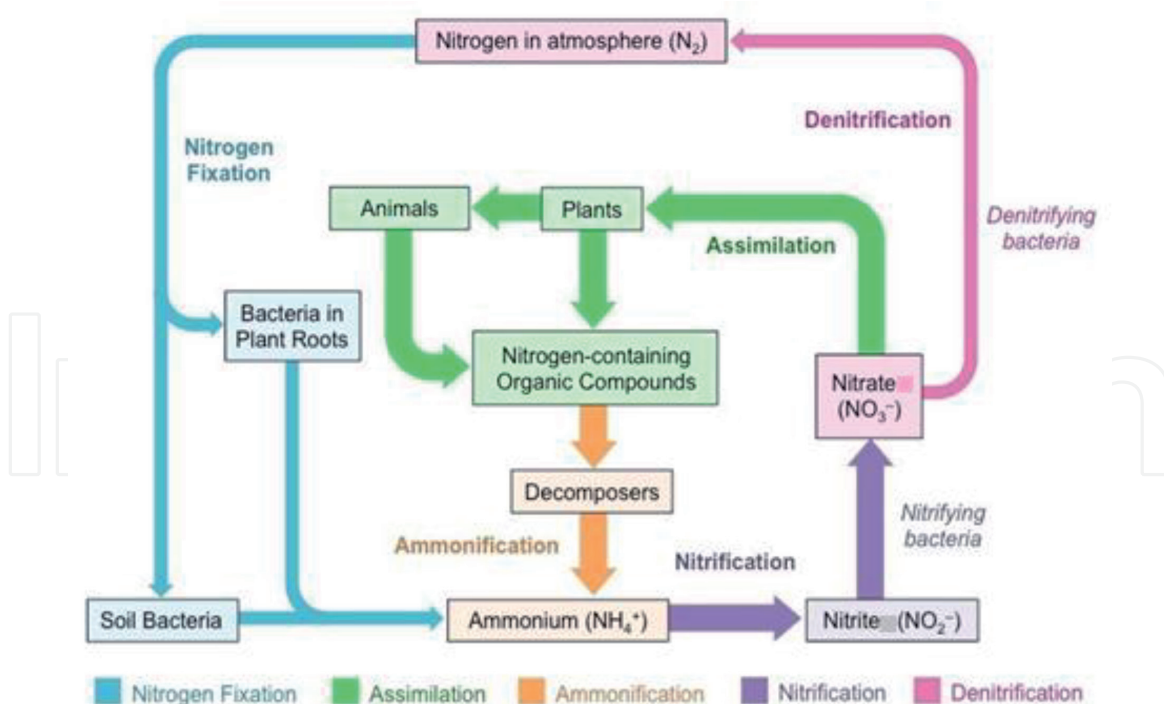 Nitrogen in atmosphere (N₂)
Denitrification
Nitrogen
Fixation
Animals
Plants
Denitrifying
bacteria
Assimilation
Bacteria in
Plant Roots
Nitrogen-containing
Organic Compounds
Nitrate
(NO₃⁻)
Decomposers
Nitrifying
bacteria
Ammonification
Nitrification
Soil Bacteria
Ammonium (NH₄⁺)
Nitrite (NO₂⁻)
Nitrogen Fixation
Assimilation
Ammonification
Nitrification
Denitrification